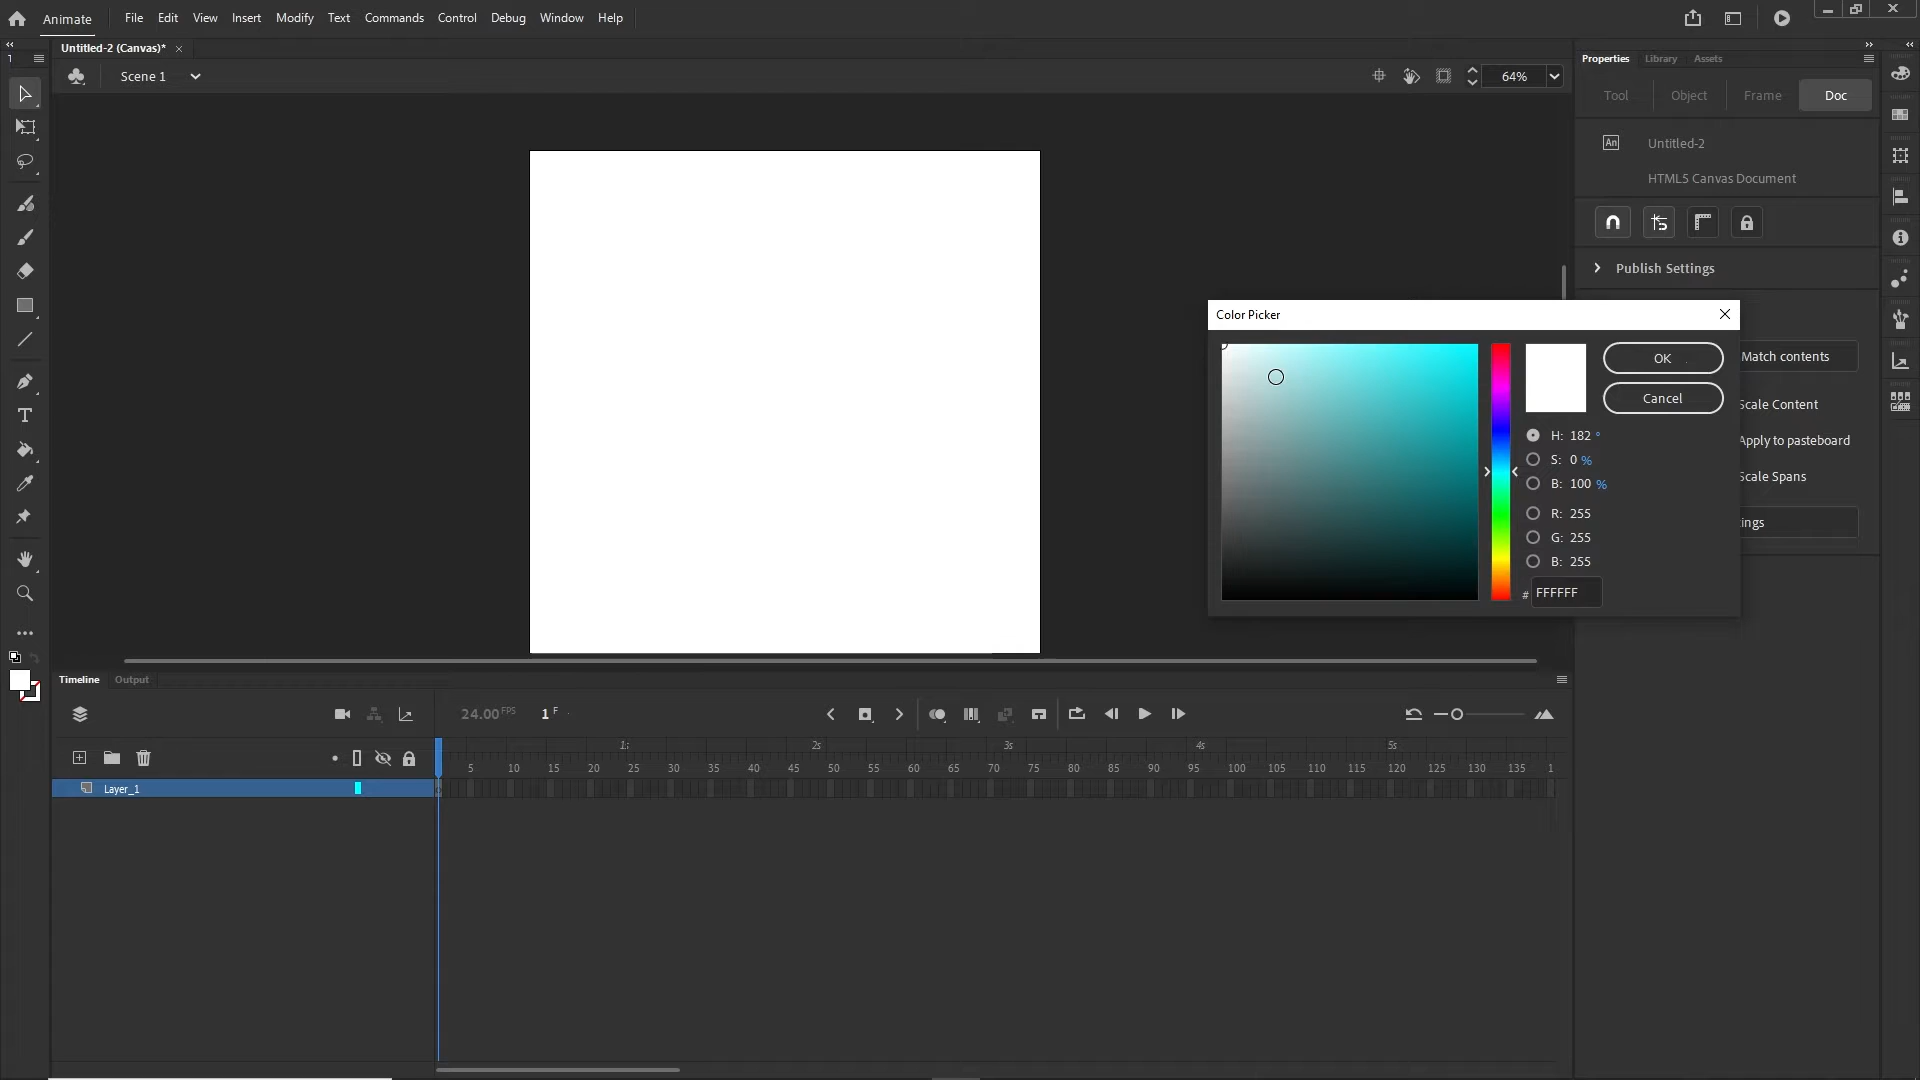 Animate File Edit View Insert Modify Text Commands Control Debug Window Help
Untitled-2 (Canvas)* ×
Scene 1 64%
Properties Library Assets
Tool Object Frame Doc
An Untitled-2
HTML5 Canvas Document
Publish Settings
Color Picker
OK
Match contents
Cancel
Scale Content
H: 182 °
Apply to pasteboard
S: 0 %
Scale Spans
B: 100 %
R: 255
ings
G: 255
B: 255
# FFFFFF
Timeline Output
24.00 FPS 1 F
1s 2s 3s 4s 5s
5 10 15 20 25 30 35 40 45 50 55 60 65 70 75 80 85 90 95 100 105 110 115 120 125 130 135 1
Layer_1